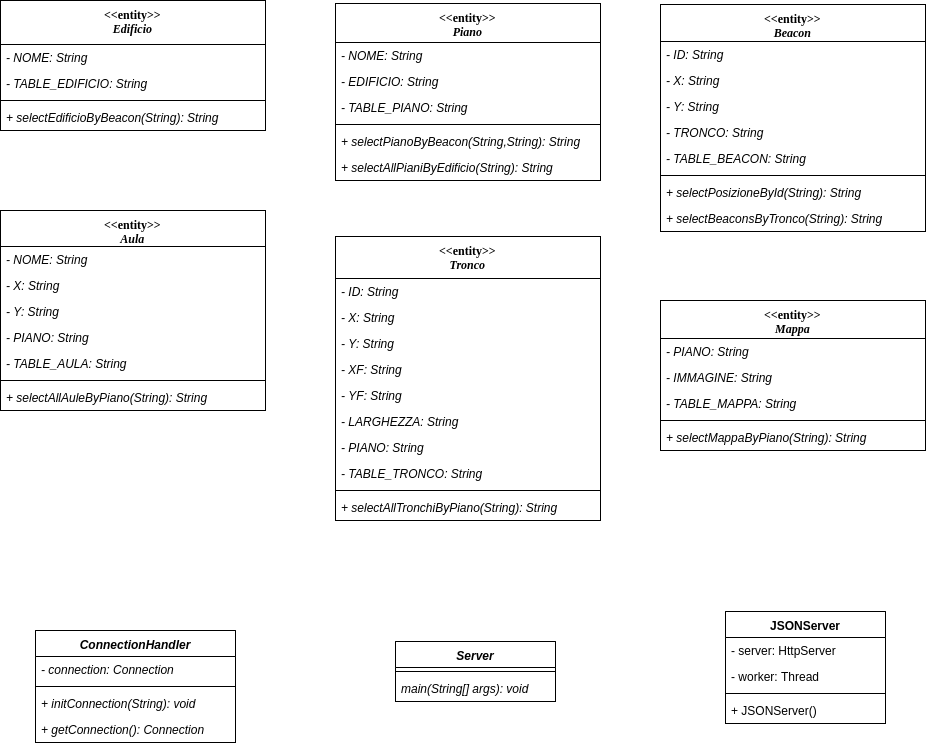 <<entity>>
Edificio
- NOME: String
- TABLE_EDIFICIO: String
+ selectEdificioByBeacon(String): String
<<entity>>
Piano
- NOME: String
- EDIFICIO: String
- TABLE_PIANO: String
+ selectPianoByBeacon(String,String): String
+ selectAllPianiByEdificio(String): String
<<entity>>
Beacon
- ID: String
- X: String
- Y: String
- TRONCO: String
- TABLE_BEACON: String
+ selectPosizioneById(String): String
+ selectBeaconsByTronco(String): String
<<entity>>
Aula
- NOME: String
- X: String
- Y: String
- PIANO: String
- TABLE_AULA: String
+ selectAllAuleByPiano(String): String
<<entity>>
Tronco
- ID: String
- X: String
- Y: String
- XF: String
- YF: String
- LARGHEZZA: String
- PIANO: String
- TABLE_TRONCO: String
+ selectAllTronchiByPiano(String): String
<<entity>>
Mappa
- PIANO: String
- IMMAGINE: String
- TABLE_MAPPA: String
+ selectMappaByPiano(String): String
ConnectionHandler
- connection: Connection
+ initConnection(String): void
+ getConnection(): Connection
Server
main(String[] args): void
JSONServer
- server: HttpServer
- worker: Thread
+ JSONServer()